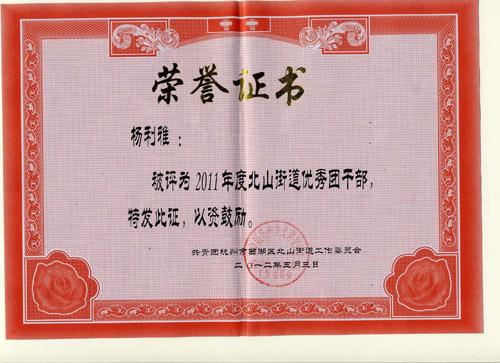 荣誉证书
杨利雅：
被评为2011年度北山街道优秀团干部，
特发此证，以资鼓励。
共青团杭州市西湖区北山街道工作委员会
二〇一二年五月三日